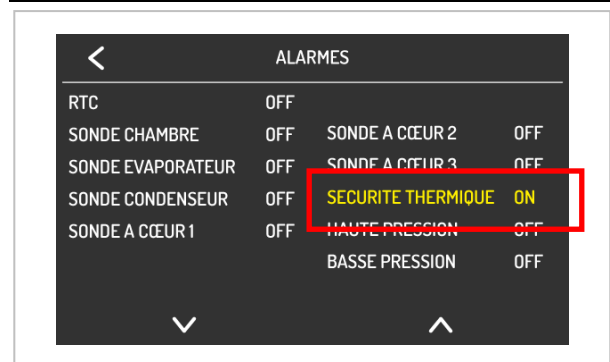 ALARMES
RTC OFF
SONDE CHAMBRE OFF
SONDE EVAPORATEUR OFF
SONDE CONDENSEUR OFF
SONDE A CŒUR 1 OFF
SONDE A CŒUR 2 OFF
SONDE A CŒUR 3 OFF
SECURITE THERMIQUE ON
HAUTE PRESSION OFF
BASSE PRESSION OFF